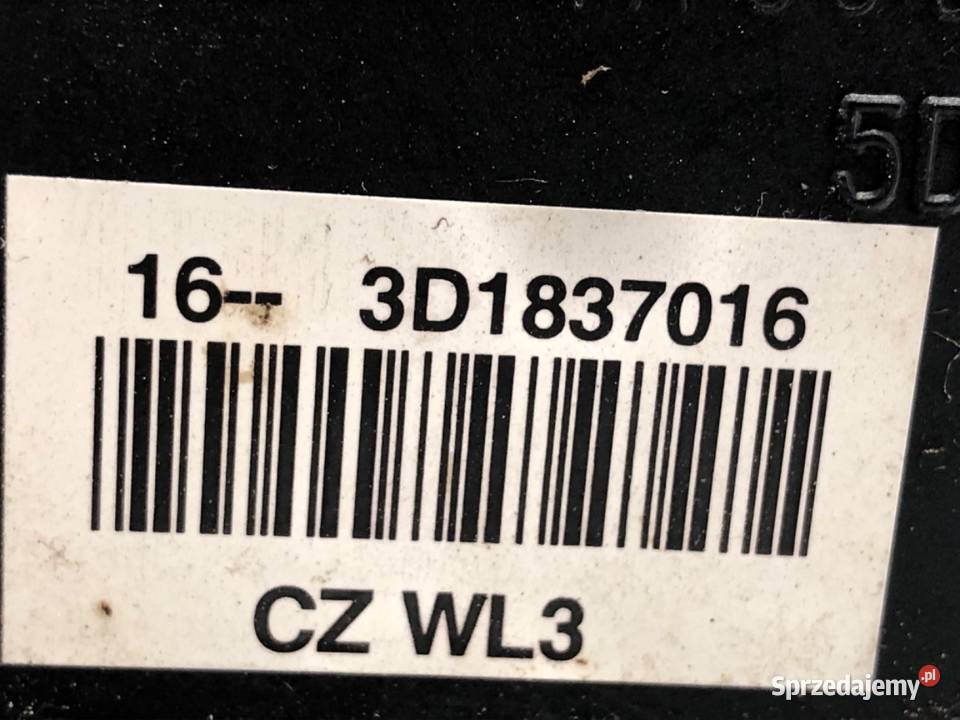 5D
16-- 3D1837016
CZ WL3
Sprzedajemy.pl